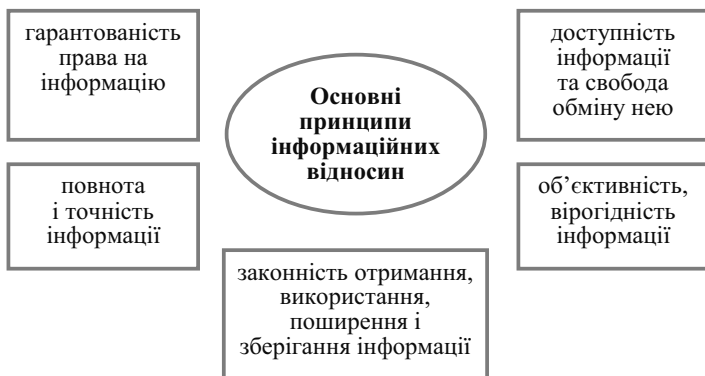 гарантованість
права на
інформацію
доступність
інформації
та свобода
обміну нею
Основні
принципи
інформаційних
відносин
повнота
і точність
інформації
об’єктивність,
вірогідність
інформації
законність отримання,
використання,
поширення і
зберігання інформації